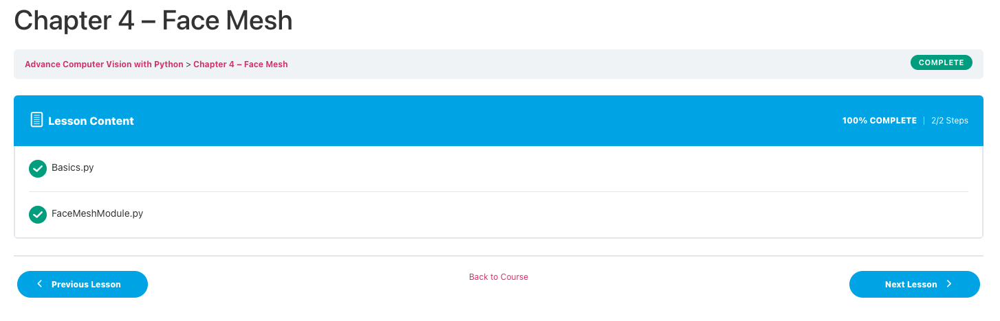 Chapter 4 – Face Mesh
Advance Computer Vision with Python > Chapter 4 – Face Mesh
COMPLETE
Lesson Content
100% COMPLETE | 2/2 Steps
Basics.py
FaceMeshModule.py
Previous Lesson
Back to Course
Next Lesson